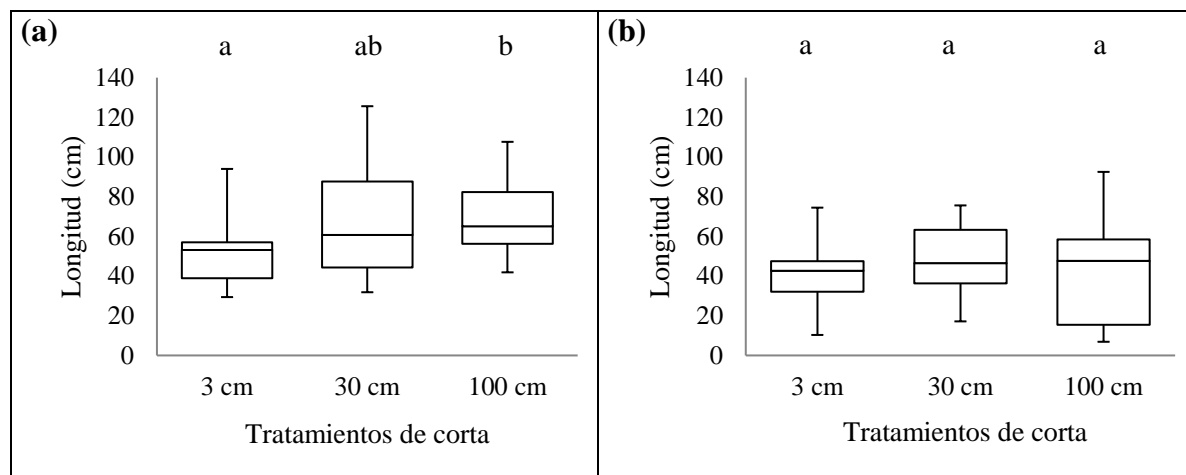 (a)
a ab b
140
120
100
80
60
40
20
0
Longitud (cm)
3 cm 30 cm 100 cm
Tratamientos de corta
(b)
a a a
140
120
100
80
60
40
20
0
Longitud (cm)
3 cm 30 cm 100 cm
Tratamientos de corta